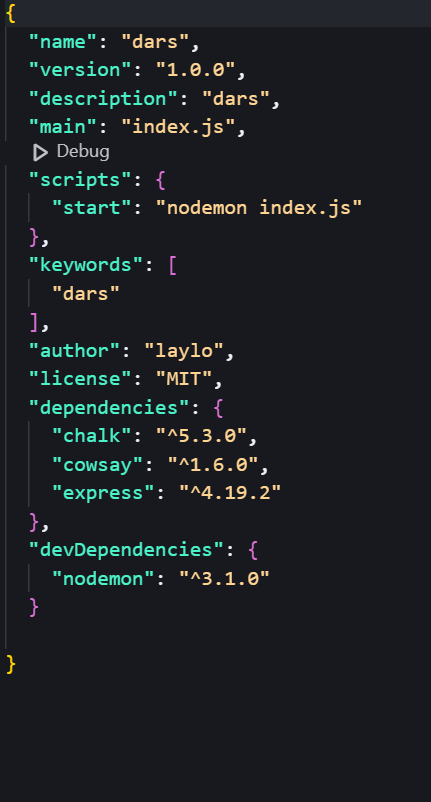 {
"name": "dars",
"version": "1.0.0",
"description": "dars",
"main": "index.js",
Debug
"scripts": {
"start": "nodemon index.js"
},
"keywords": [
"dars"
],
"author": "laylo",
"license": "MIT",
"dependencies": {
"chalk": "^5.3.0",
"cowsay": "^1.6.0",
"express": "^4.19.2"
},
"devDependencies": {
"nodemon": "^3.1.0"
}
}